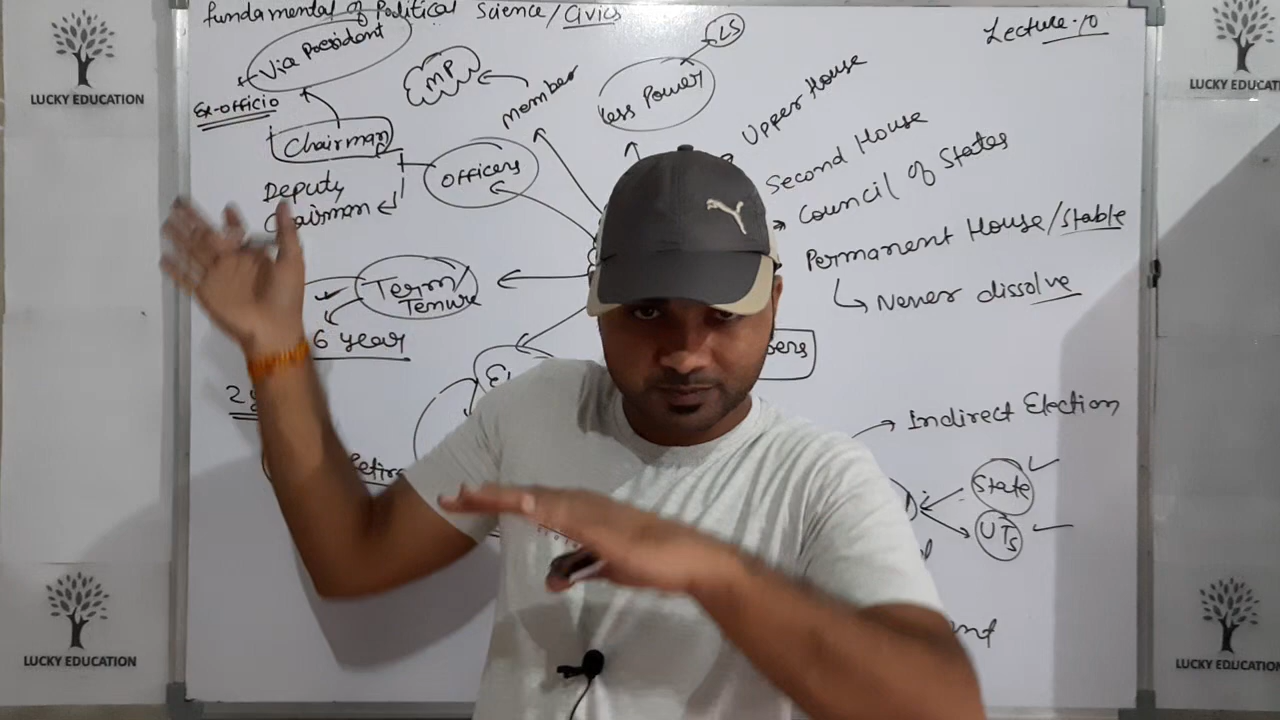 fundamental of Political Science/Civics
Lecture-10
LUCKY EDUCATION
LUCKY EDUCATION
Vice President
Ex-officio
Chairman
Deputy
Chairman
Officers
MP
Member
Less Power
LS
Upper House
Second House
Council of States
Permanent House/Stable
Never dissolve
Term/
Tenure
6 year
Indirect Election
State
UTs
LUCKY EDUCATION
LUCKY EDUCATION